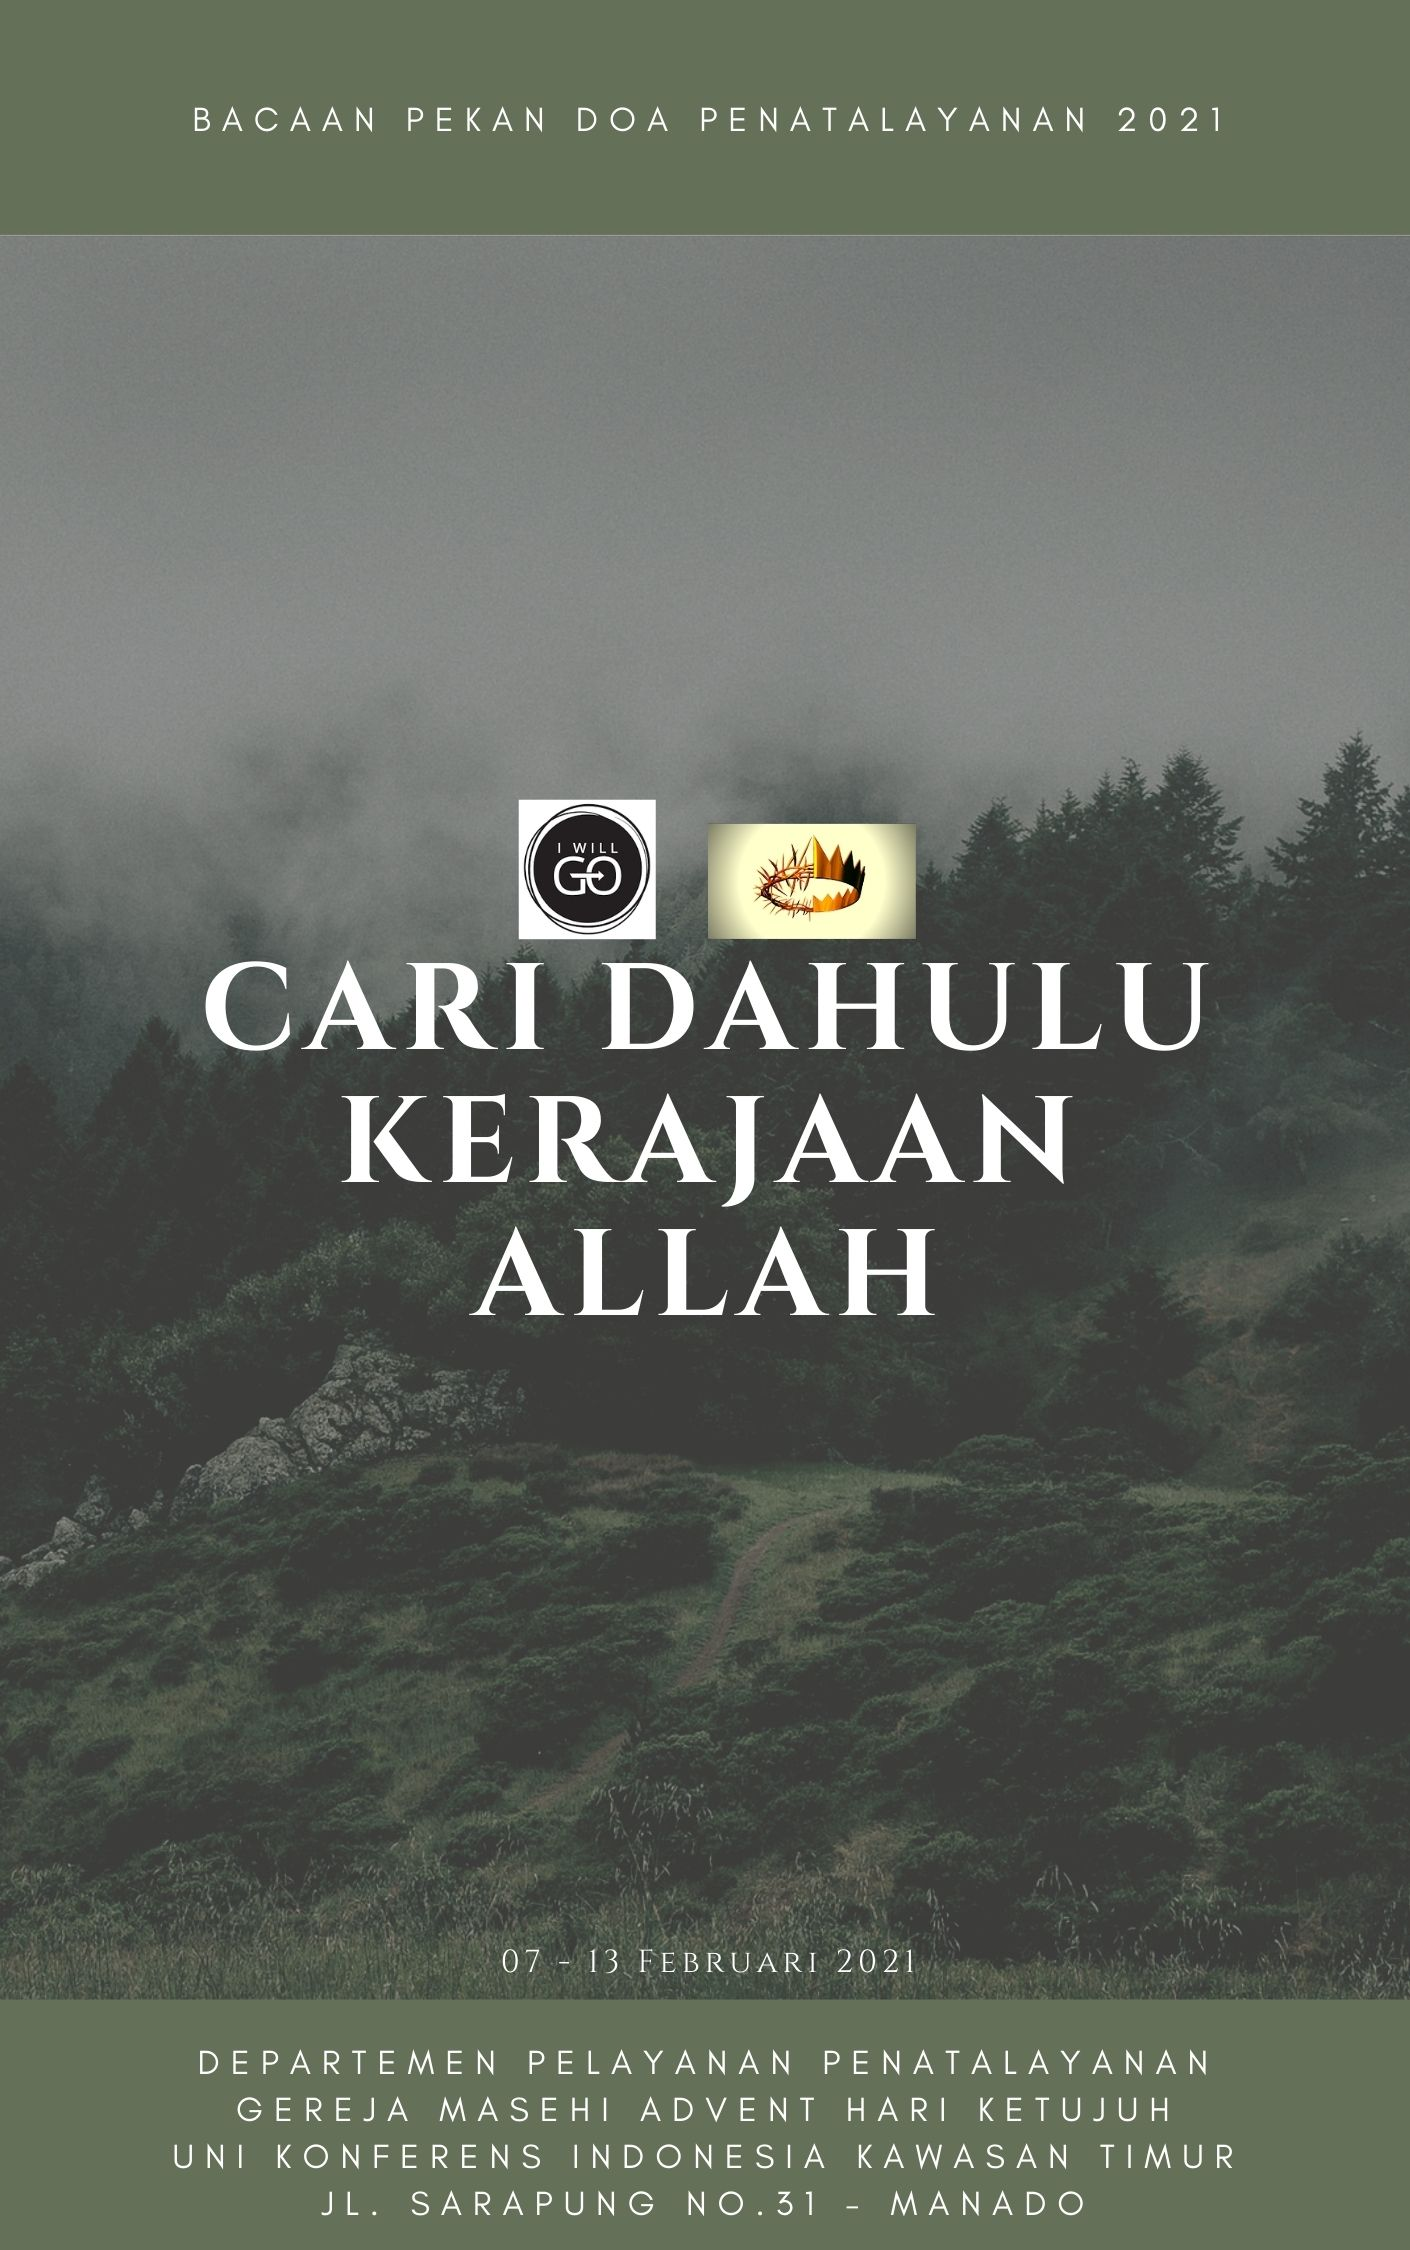 BACAAN PEKAN DOA PENATALAYANAN 2021
I WILL
GO
CARI DAHULU
KERAJAAN
ALLAH
07 - 13 Februari 2021
DEPARTEMEN PELAYANAN PENATALAYANAN
GEREJA MASEHI ADVENT HARI KETUJUH
UNI KONFERENS INDONESIA KAWASAN TIMUR
JL. SARAPUNG NO.31 - MANADO